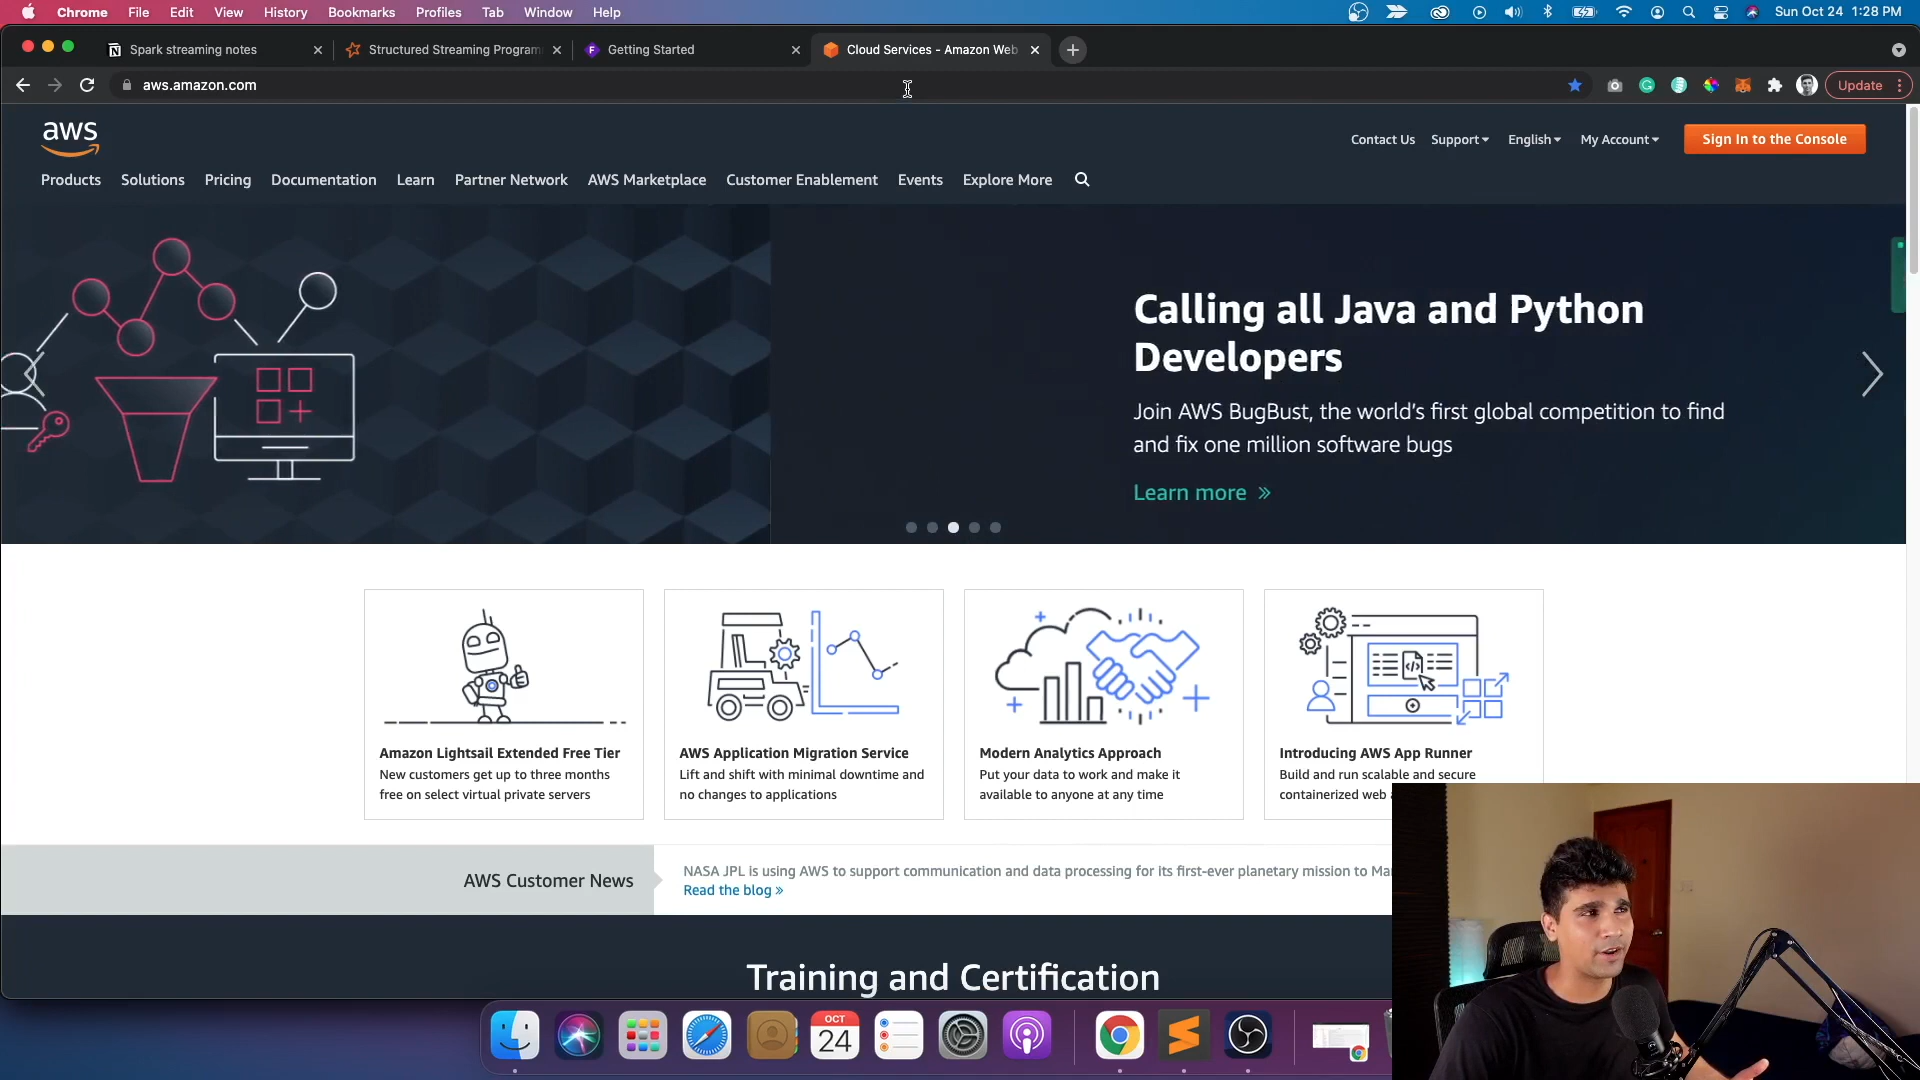 Chrome File Edit View History Bookmarks Profiles Tab Window Help Sun Oct 24 1:28 PM
Spark streaming notes Structured Streaming Program Getting Started Cloud Services - Amazon Web
aws.amazon.com Update
aws
Contact Us Support English My Account Sign In to the Console
Products Solutions Pricing Documentation Learn Partner Network AWS Marketplace Customer Enablement Events Explore More
Calling all Java and Python
Developers
Join AWS BugBust, the world's first global competition to find
and fix one million software bugs
Learn more »
Amazon Lightsail Extended Free Tier
New customers get up to three months
free on select virtual private servers
AWS Application Migration Service
Lift and shift with minimal downtime and
no changes to applications
Modern Analytics Approach
Put your data to work and make it
available to anyone at any time
Introducing AWS App Runner
Build and run scalable and secure
containerized web
AWS Customer News
NASA JPL is using AWS to support communication and data processing for its first-ever planetary mission to Ma
Read the blog »
Training and Certification
OCT
24